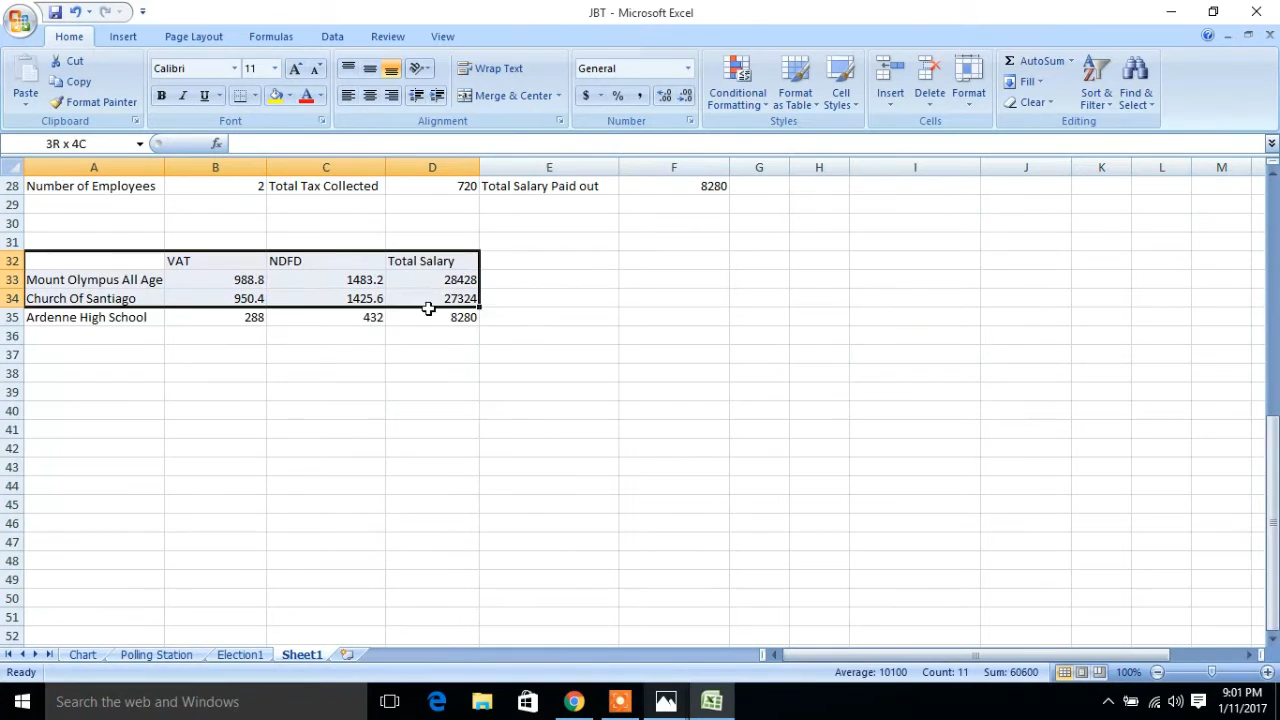 JBT - Microsoft Excel
Home Insert Page Layout Formulas Data Review View
Paste Cut Copy Format Painter Clipboard
Calibri 11 A A B I U A Font
Wrap Text Merge & Center Alignment
General $ % , .0 .00 .00 .0 Number
Conditional Formatting Format as Table Cell Styles Styles
Insert Delete Format Cells
Σ AutoSum Fill Clear Sort & Filter Find & Select Editing
3R x 4C fx
A B C D E F G H I J K L M
28 Number of Employees 2 Total Tax Collected 720 Total Salary Paid out 8280
29
30
31
32 VAT NDFD Total Salary
33 Mount Olympus All Age 988.8 1483.2 28428
34 Church Of Santiago 950.4 1425.6 27324
35 Ardenne High School 288 432 8280
36
37
38
39
40
41
42
43
44
45
46
47
48
49
50
51
52
Chart Polling Station Election1 Sheet1
Ready Average: 10100 Count: 11 Sum: 60600 100%
Search the web and Windows 9:01 PM
1/11/2017